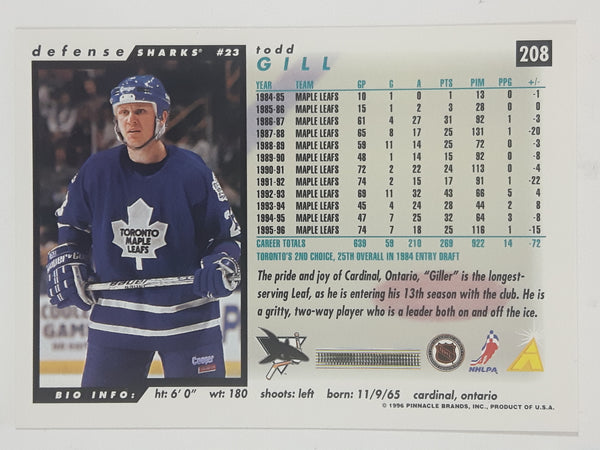 defense SHARKS #23
todd
GILL
208
YEAR TEAM GP G A PTS PIM PPG +/-
1984-85 MAPLE LEAFS 10 1 0 1 13 0 -1
1985-86 MAPLE LEAFS 15 1 2 3 28 0 0
1986-87 MAPLE LEAFS 61 4 27 31 92 1 -3
1987-88 MAPLE LEAFS 65 8 17 25 131 1 -20
1988-89 MAPLE LEAFS 59 11 14 25 72 0 -3
1989-90 MAPLE LEAFS 48 1 14 15 92 0 -8
1990-91 MAPLE LEAFS 72 2 22 24 113 0 -4
1991-92 MAPLE LEAFS 74 2 15 17 91 1 -22
1992-93 MAPLE LEAFS 69 11 32 43 66 5 4
1993-94 MAPLE LEAFS 45 4 24 28 44 2 8
1994-95 MAPLE LEAFS 47 7 25 32 64 3 -8
1995-96 MAPLE LEAFS 74 7 18 25 116 1 -15
CAREER TOTALS 639 59 210 269 922 14 -72
TORONTO'S 2ND CHOICE, 25TH OVERALL IN 1984 ENTRY DRAFT
The pride and joy of Cardinal, Ontario, "Giller" is the longest-
serving Leaf, as he is entering his 13th season with the club. He is
a gritty, two-way player who is a leader both on and off the ice.
TORONTO
MAPLE
LEAFS
Cooper
NHL
NHLPA
BIO INFO: ht: 6' 0" wt: 180 shoots: left born: 11/9/65 cardinal, ontario
© 1996 PINNACLE BRANDS, INC., PRODUCT OF U.S.A.